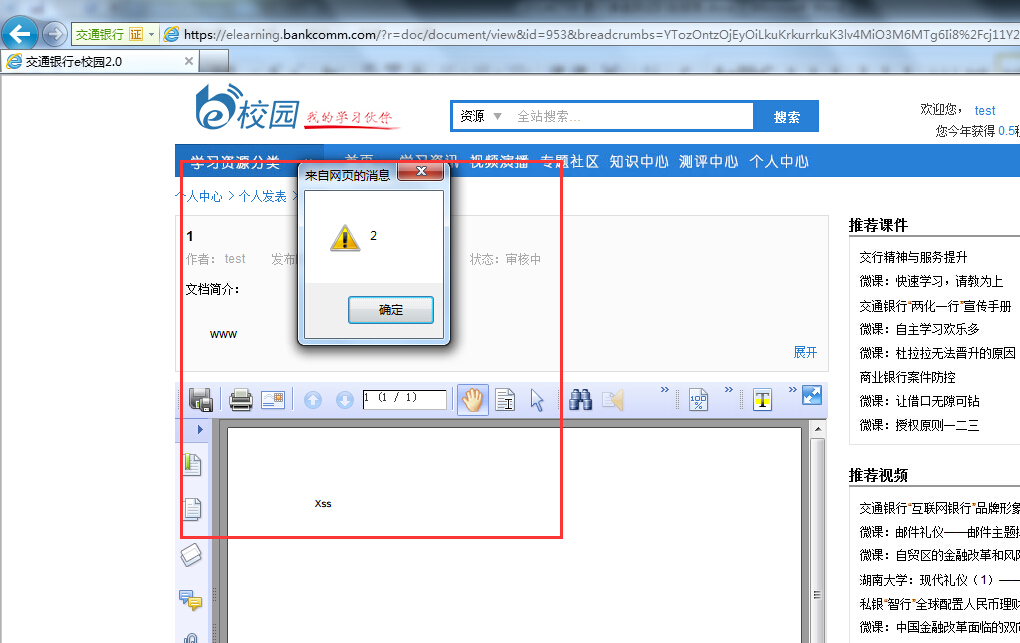 交通银行 证 https://elearning.bankcomm.com/?r=doc/document/view&id=953&breadcrumbs=
交通银行e校园2.0
e校园 我的学习伙伴
资源 全站搜索... 搜索
欢迎您， test
您今年获得 0.5
学习资源分类 首页 学习资讯 视频演播 专题社区 知识中心 测评中心 个人中心
个人中心 > 个人发表 >
来自网页的消息
2
确定
1
作者： test 发布 状态：审核中
文档简介：
www
展开
1 (1 / 1)
Xss
推荐课件
交行精神与服务提升
微课：快速学习，请教为上
交通银行“两化一行”宣传手册
微课：自主学习欢乐多
微课：杜拉拉无法晋升的原因
商业银行案件防控
微课：让借口无隙可钻
微课：授权原则一二三
推荐视频
交通银行“互联网银行”品牌形象
微课：邮件礼仪——邮件主题
微课：自贸区的金融改革和风险
湖南大学：现代礼仪（1）——
私银“智行”全球配置人民币理财
微课：中国金融改革面临的双向